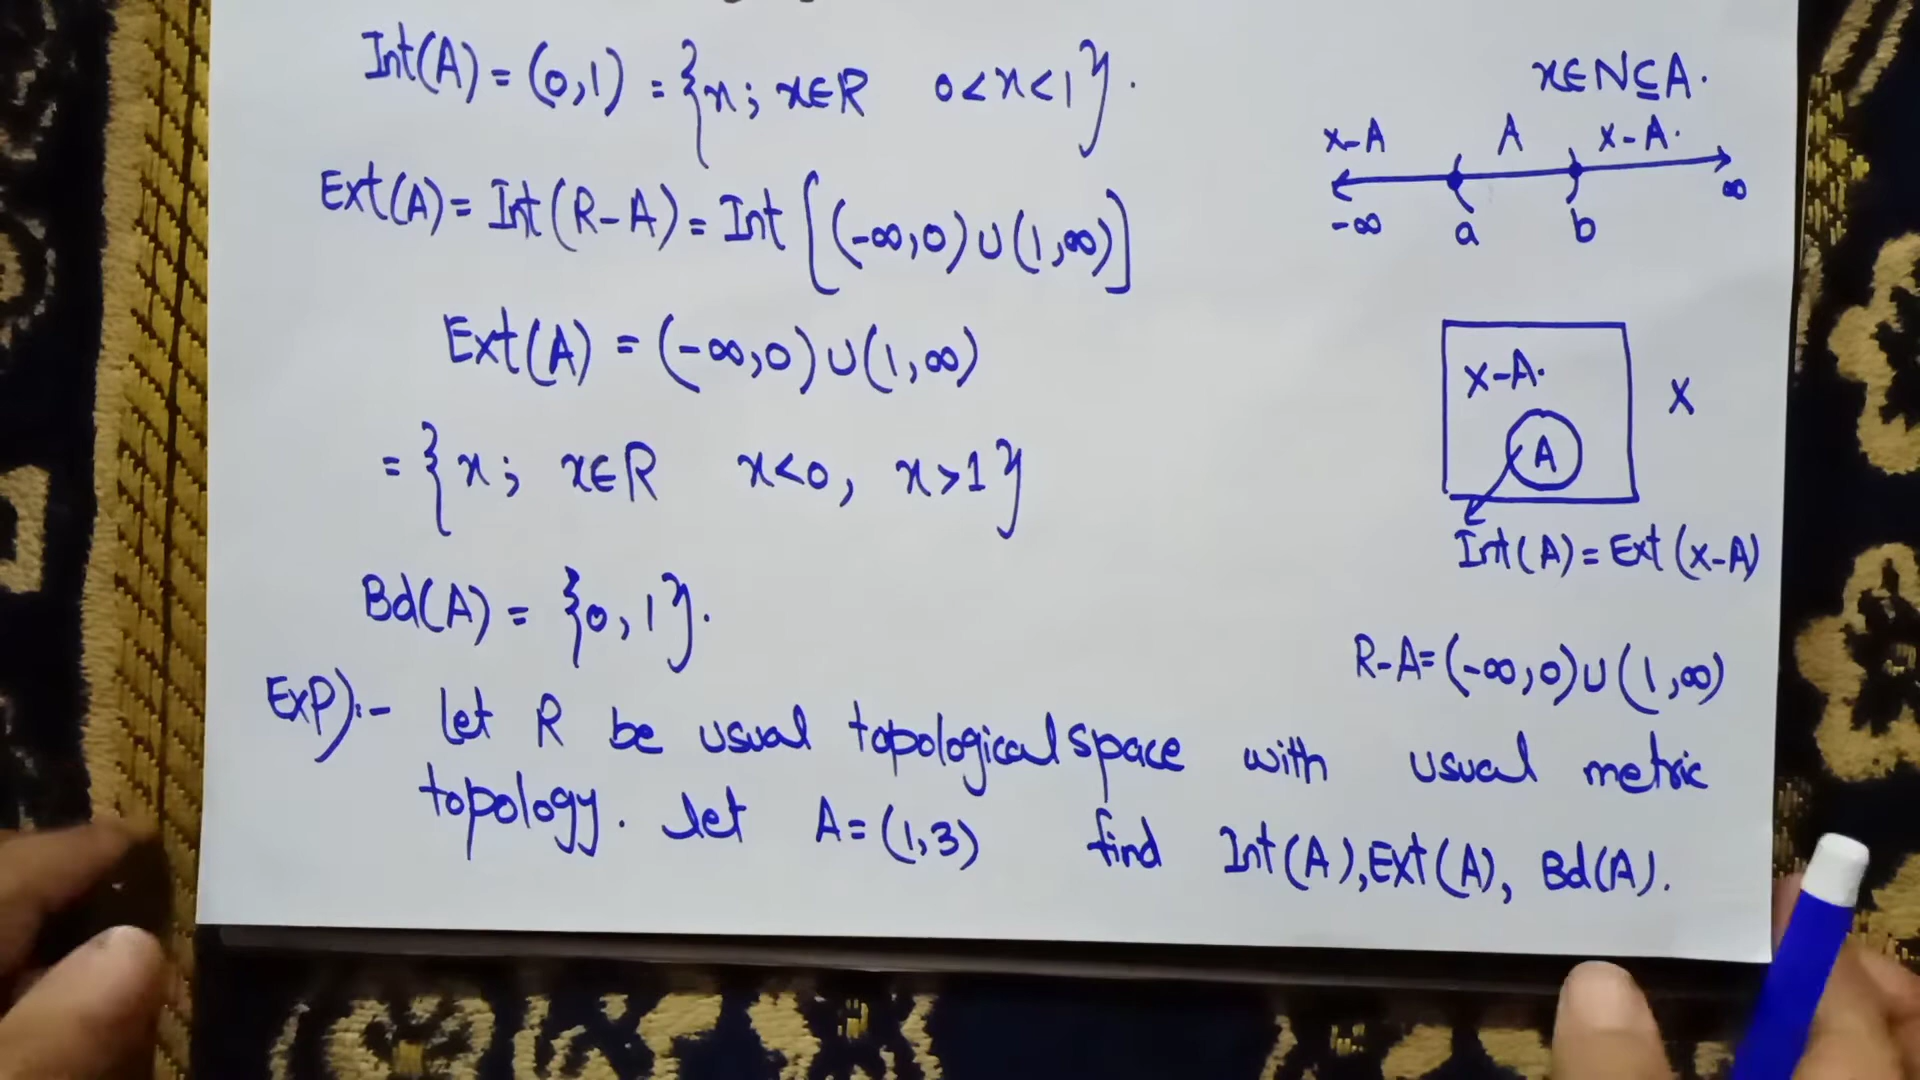 Int(A) = (0,1) = {x; x∈R 0<x<1}.
Ext(A) = Int(R-A) = Int [(-∞,0)∪(1,∞)]
Ext(A) = (-∞,0)∪(1,∞)
= {x; x∈R x<0, x>1}
Bd(A) = {0,1}.
Exp):- Let R be usual topological space with usual metric
topology. Let A=(1,3) find Int(A), Ext(A), Bd(A).
x∈N⊆A.
X-A A X-A.
-∞ a b ∞
X-A.
A
X
Int(A) = Ext(X-A)
R-A=(-∞,0)∪(1,∞)